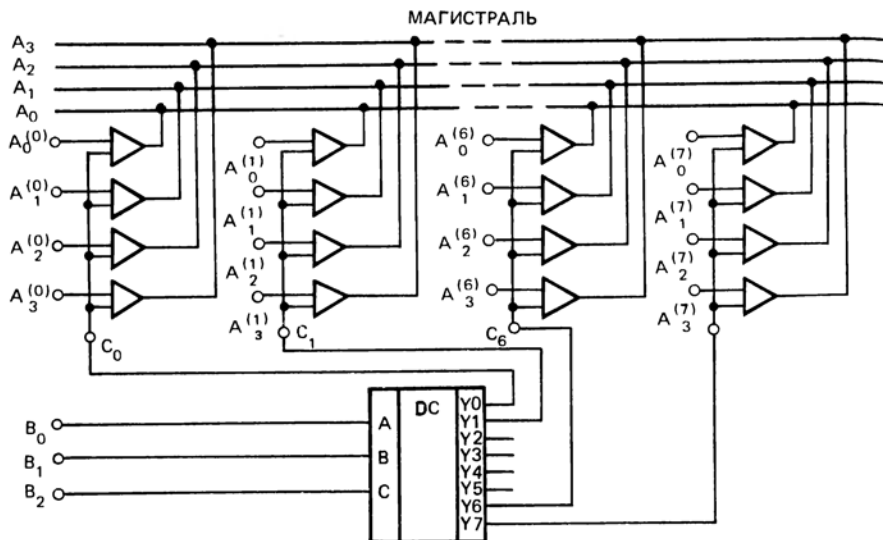 МАГИСТРАЛЬ
A₃
A₂
A₁
A₀
A₀⁽⁰⁾
A₁⁽⁰⁾
A₂⁽⁰⁾
A₃⁽⁰⁾
C₀
A₀⁽¹⁾
A₁⁽¹⁾
A₂⁽¹⁾
A₃⁽¹⁾
C₁
A₀⁽⁶⁾
A₁⁽⁶⁾
A₂⁽⁶⁾
A₃⁽⁶⁾
C₆
A₀⁽⁷⁾
A₁⁽⁷⁾
A₂⁽⁷⁾
A₃⁽⁷⁾
B₀
B₁
B₂
A
B
C
DC
Y0
Y1
Y2
Y3
Y4
Y5
Y6
Y7